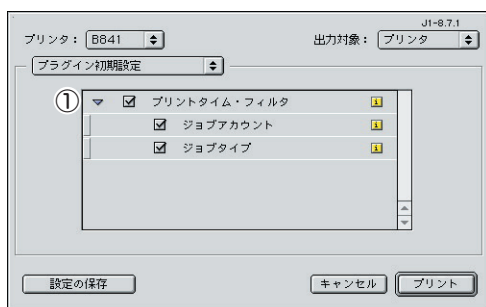 J1-8.7.1
プリンタ： B841 出力対象： プリンタ
プラグイン初期設定
① プリントタイム・フィルタ
ジョブアカウント
ジョブタイプ
設定の保存 キャンセル プリント